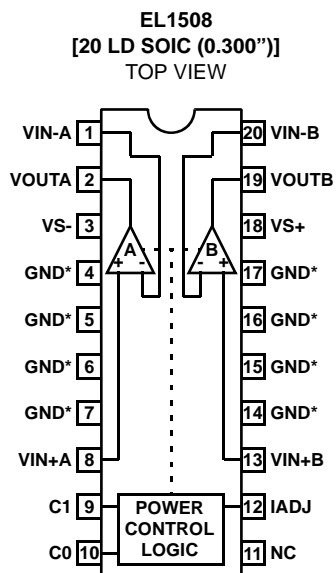 EL1508
[20 LD SOIC (0.300”)]
TOP VIEW
VIN-A 1 20 VIN-B
VOUTA 2 19 VOUTB
VS- 3 18 VS+
A B
GND* 4 + - - + 17 GND*
GND* 5 16 GND*
GND* 6 15 GND*
GND* 7 14 GND*
VIN+A 8 13 VIN+B
C1 9 POWER 12 IADJ
CONTROL
C0 10 LOGIC 11 NC